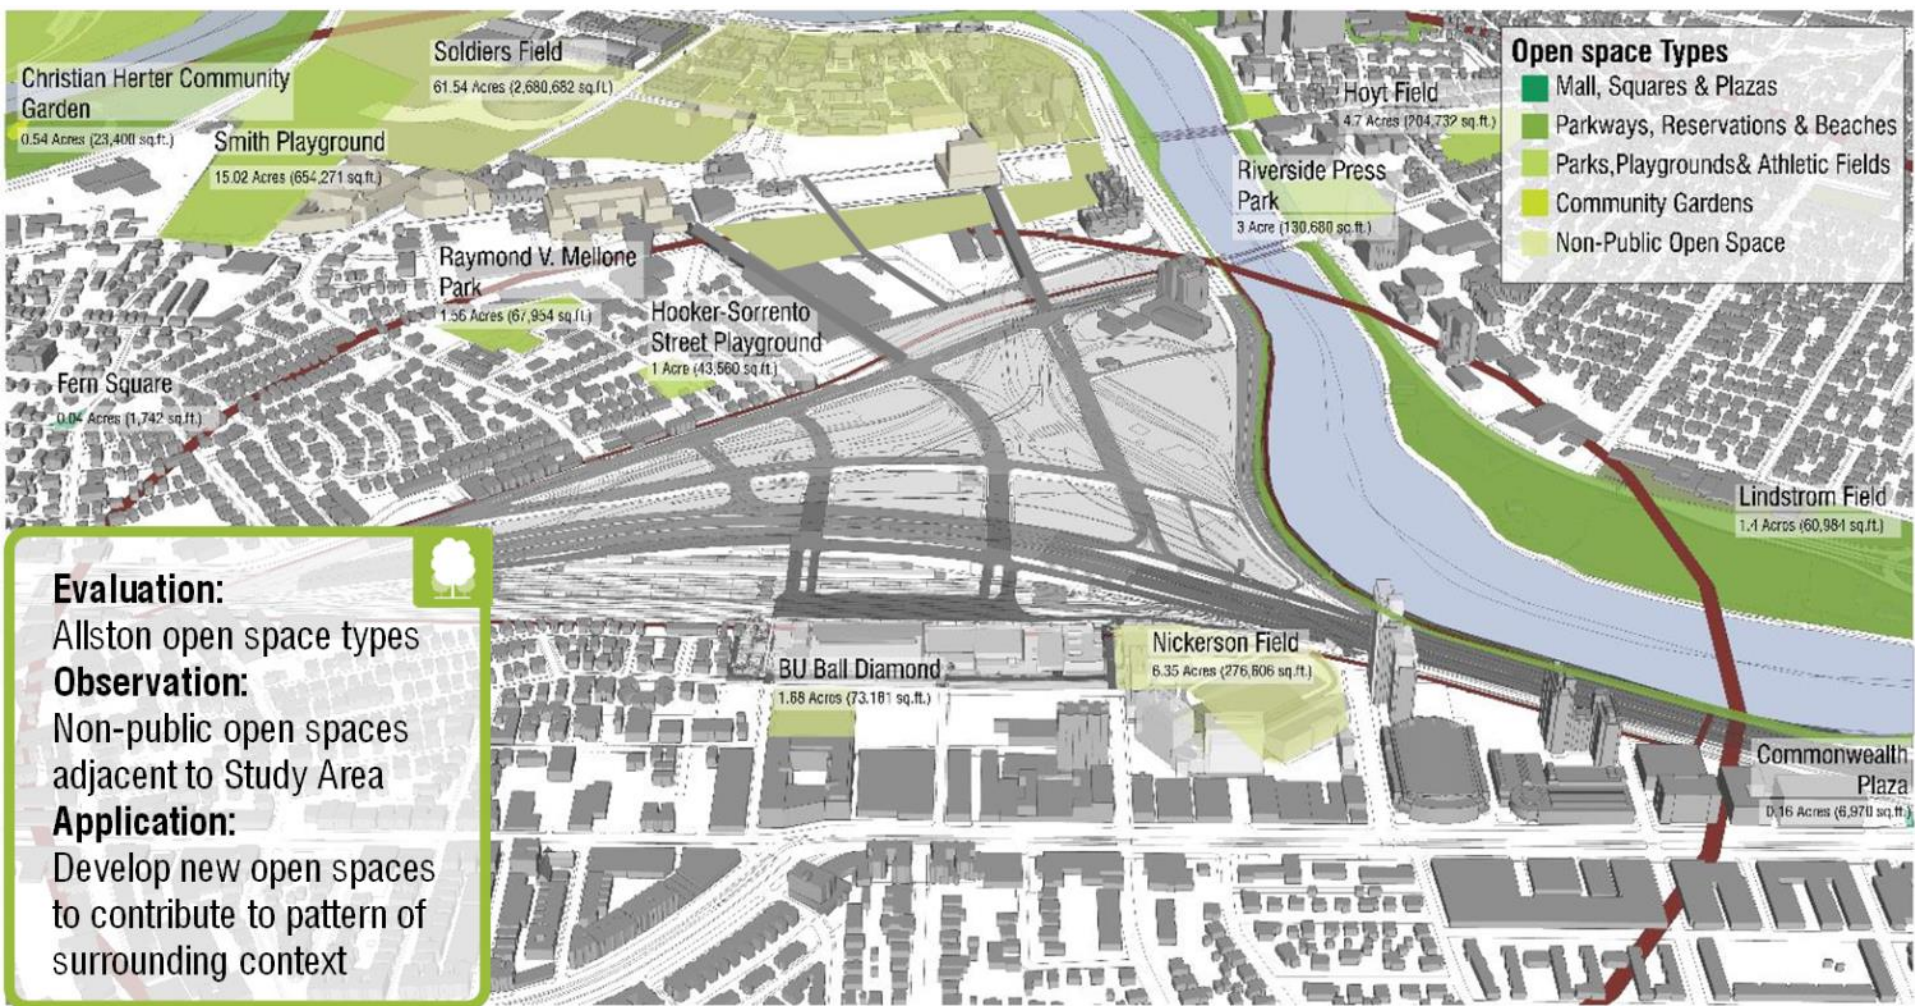 Christian Herter Community
Garden
0.54 Acres (23,400 sq.ft.)
Soldiers Field
61.54 Acres (2,680,682 sq.ft.)
Smith Playground
15.02 Acres (654,271 sq.ft.)
Raymond V. Mellone
Park
1.56 Acres (67,954 sq.ft.)
Hooker-Sorrento
Street Playground
1 Acre (43,560 sq.ft.)
Fern Square
0.04 Acres (1,742 sq.ft.)
Hoyt Field
4.7 Acres (204,732 sq.ft.)
Riverside Press
Park
3 Acre (130,680 sq.ft.)
Open space Types
Mall, Squares & Plazas
Parkways, Reservations & Beaches
Parks,Playgrounds& Athletic Fields
Community Gardens
Non-Public Open Space
Lindstrom Field
1.4 Acres (60,984 sq.ft.)
Evaluation:
Allston open space types
Observation:
Non-public open spaces
adjacent to Study Area
Application:
Develop new open spaces
to contribute to pattern of
surrounding context
BU Ball Diamond
1.68 Acres (73,181 sq.ft.)
Nickerson Field
6.35 Acres (276,606 sq.ft.)
Commonwealth
Plaza
0.16 Acres (6,970 sq.ft.)